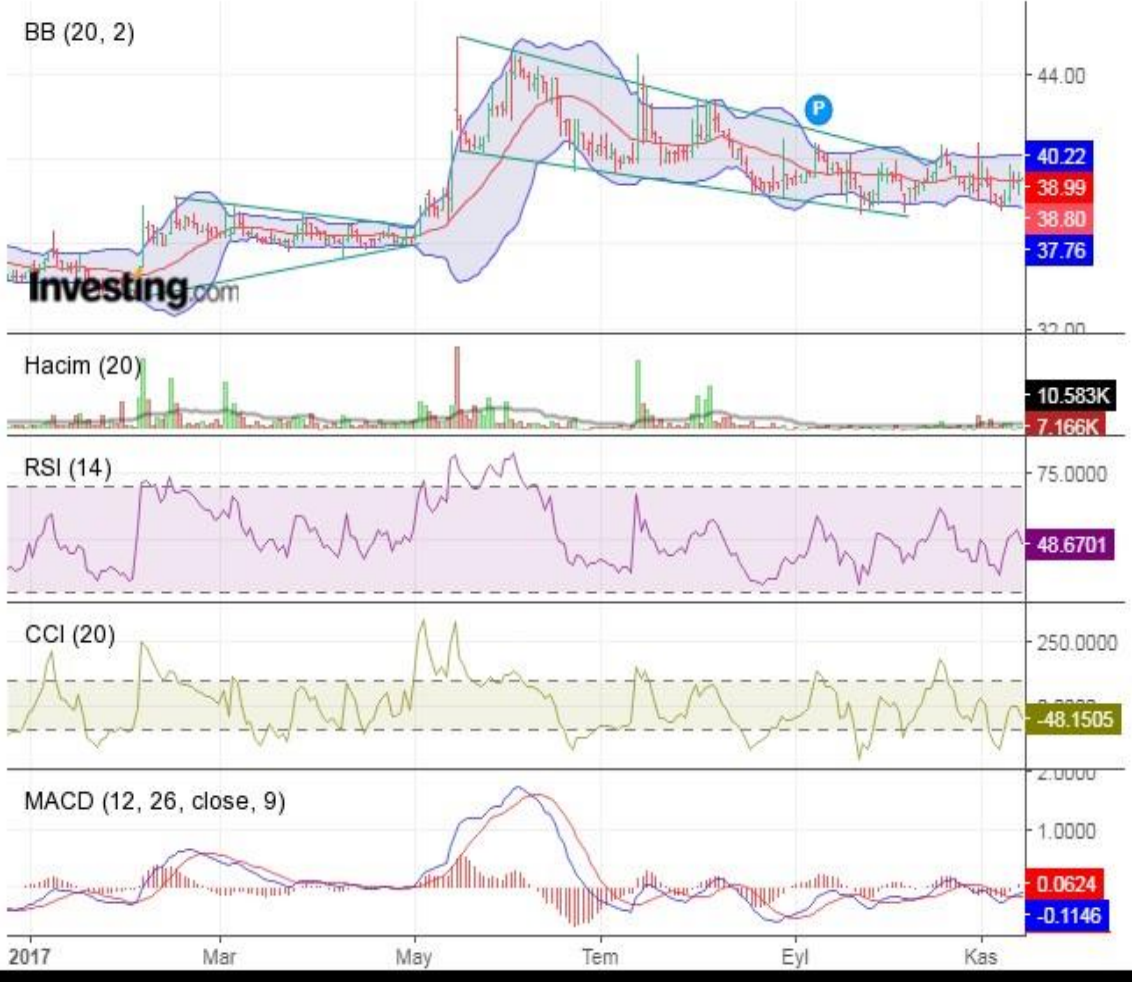 BB (20, 2)
44.00
40.22
38.99
38.80
37.76
Investing.com
32.00
Hacim (20)
10.583K
7.166K
RSI (14)
75.0000
48.6701
CCI (20)
250.0000
-48.1505
MACD (12, 26, close, 9)
2.0000
1.0000
0.0624
-0.1146
2017 Mar May Tem Eyl Kas
P